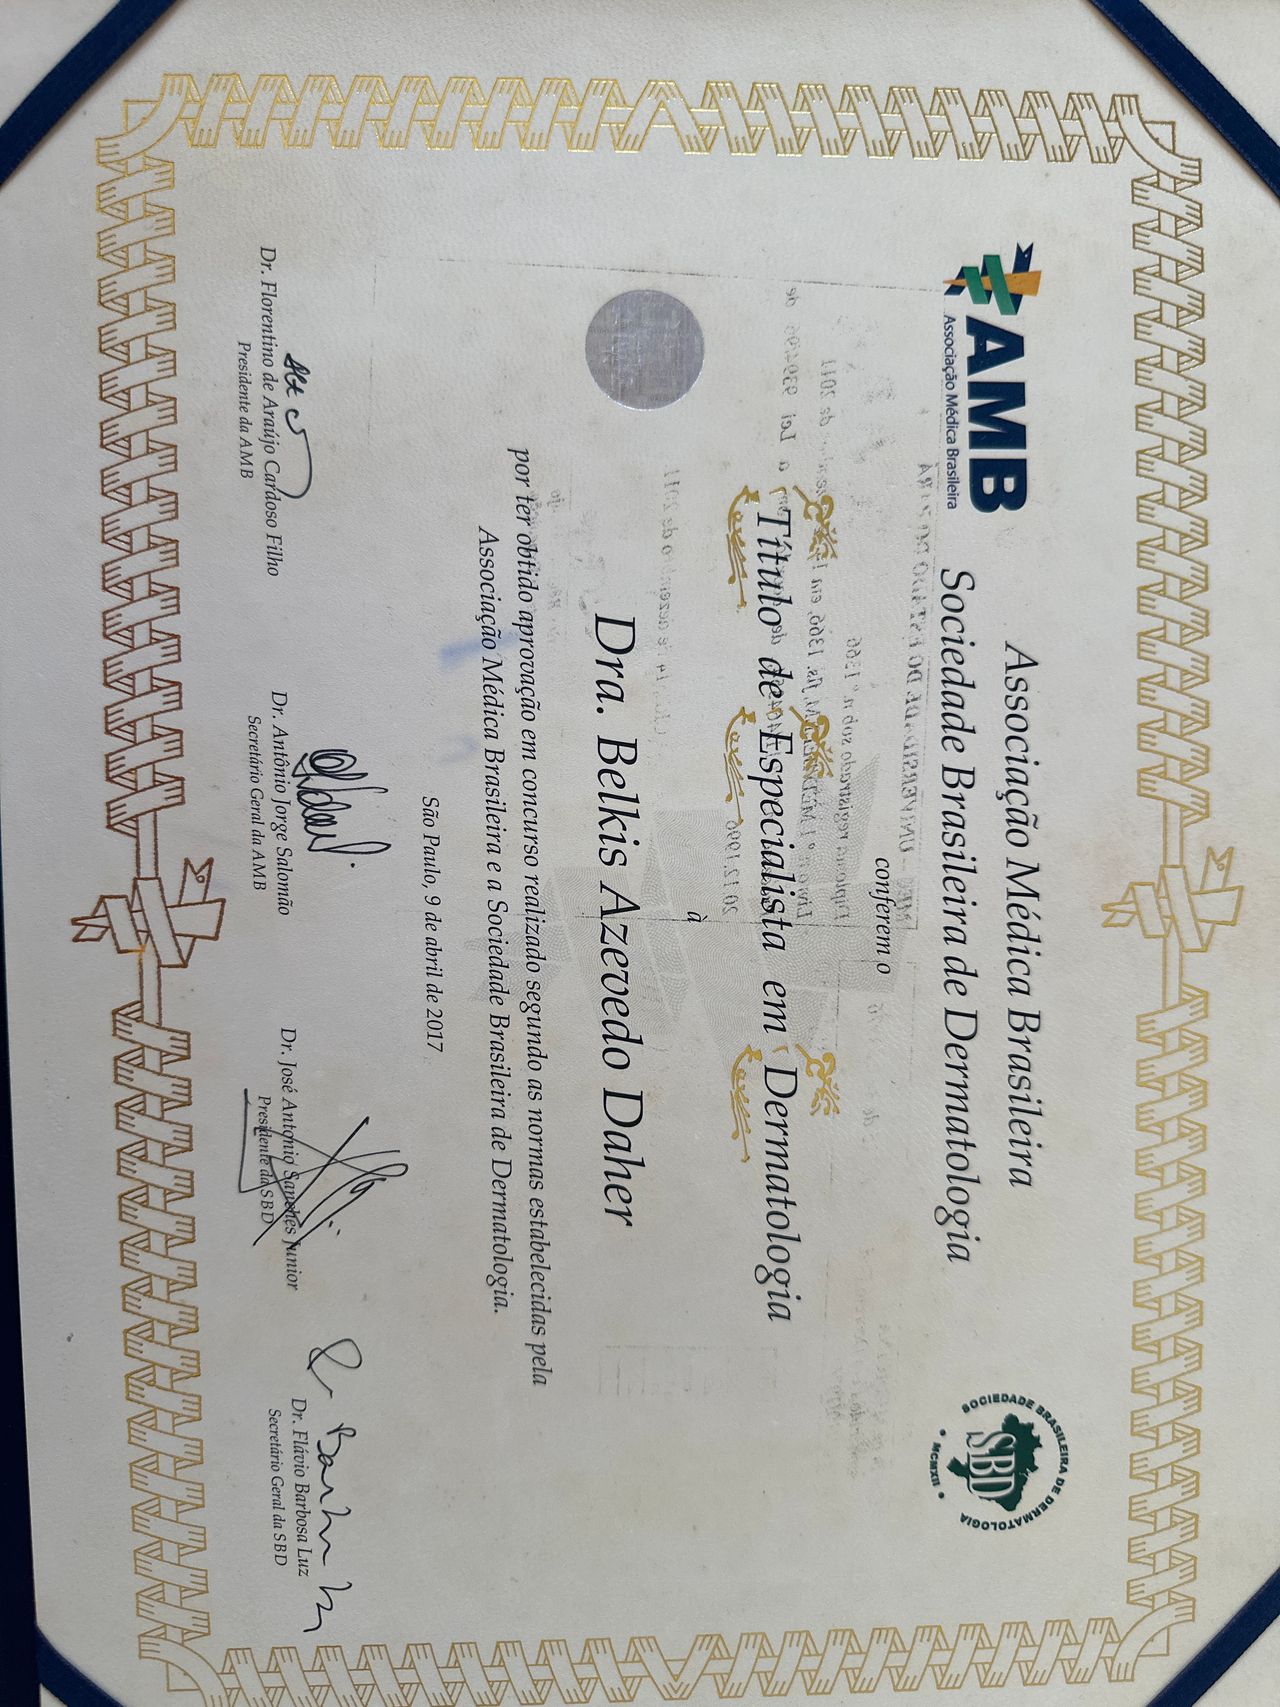 AMB
Associação Médica Brasileira
Associação Médica Brasileira
Sociedade Brasileira de Dermatologia
SOCIEDADE BRASILEIRA DE DERMATOLOGIA
MCMXII
SBD
conferem o
Título de Especialista em Dermatologia
à
Dra. Belkis Azevedo Daher
por ter obtido aprovação em concurso realizado segundo as normas estabelecidas pela
Associação Médica Brasileira e a Sociedade Brasileira de Dermatologia.
São Paulo, 9 de abril de 2017
Dr. Florentino de Araújo Cardoso Filho
Presidente da AMB
Dr. Antônio Jorge Salomão
Secretário Geral da AMB
Dr. José Antonio Sanches Junior
Presidente da SBD
Dr. Flávio Barbosa Luz
Secretário Geral da SBD